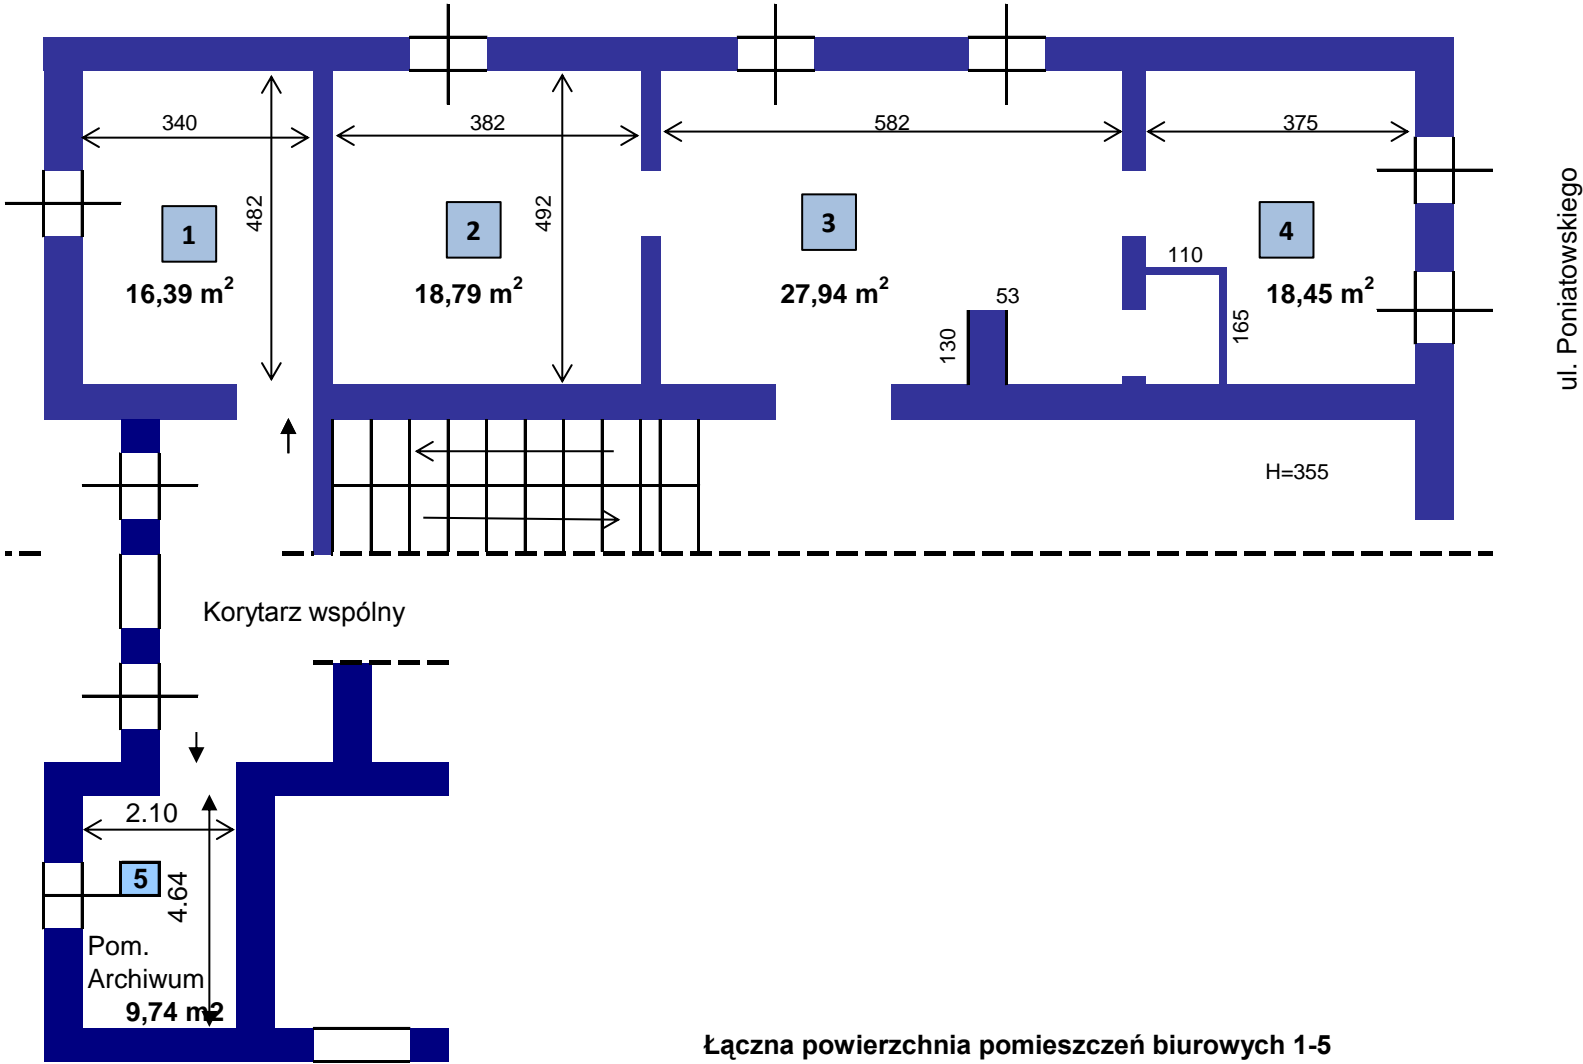 340
382
582
375
482
492
1
2
3
4
16,39 m²
18,79 m²
27,94 m²
18,45 m²
110
165
53
130
ul. Poniatowskiego
H=355
Korytarz wspólny
2.10
5
4.64
Pom.
Archiwum
9,74 m2
Łączna powierzchnia pomieszczeń biurowych 1-5